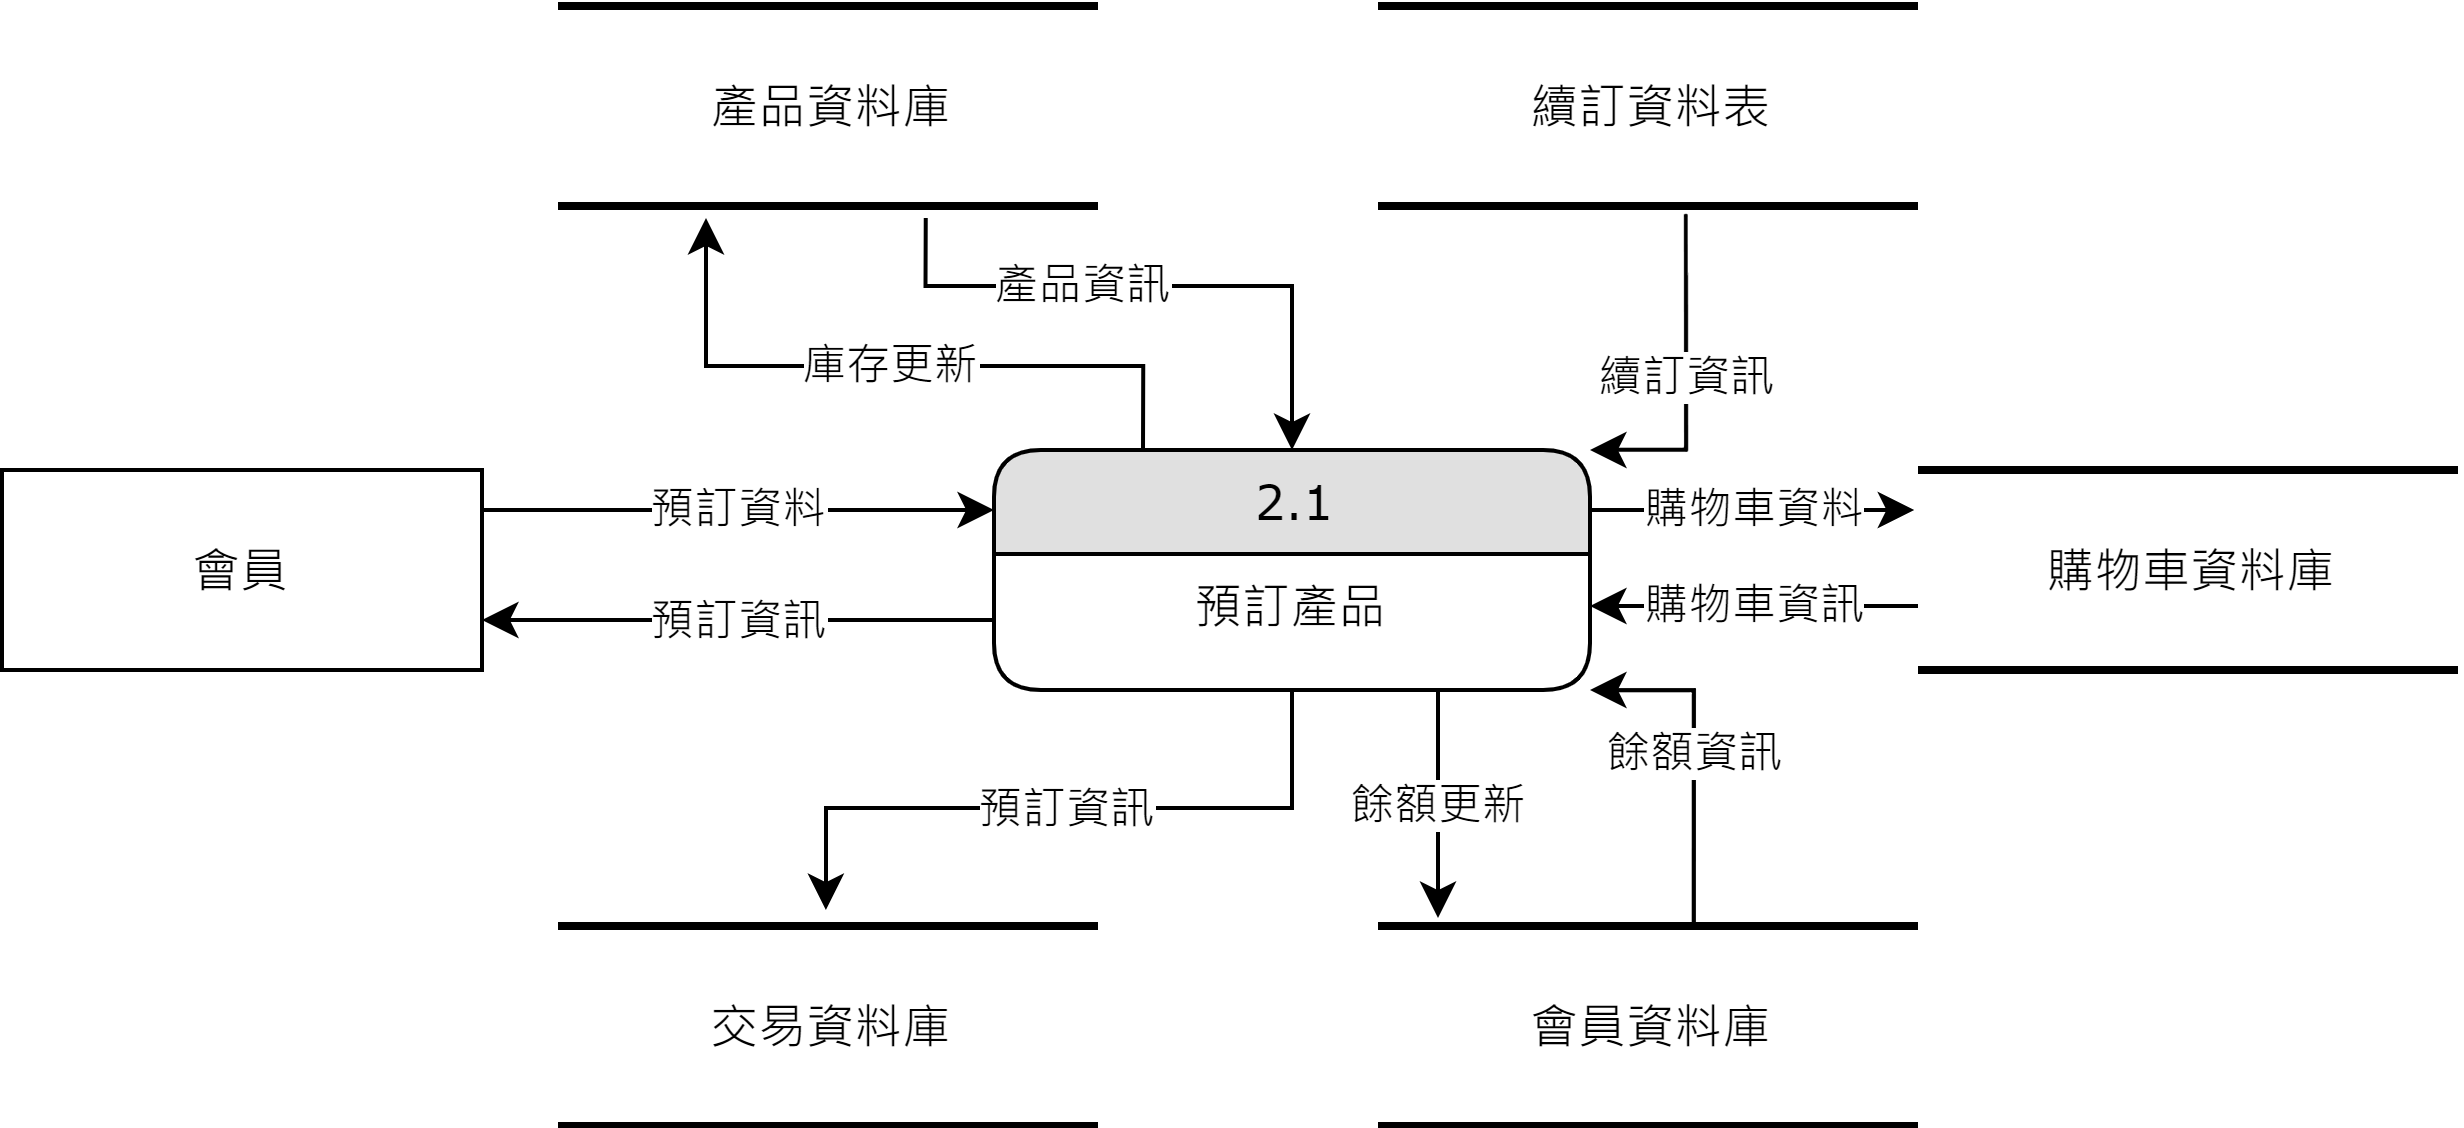 產品資料庫
續訂資料表
產品資訊
庫存更新
續訂資訊
會員
預訂資料
預訂資訊
2.1
預訂產品
購物車資料
購物車資訊
購物車資料庫
預訂資訊
餘額更新
餘額資訊
交易資料庫
會員資料庫